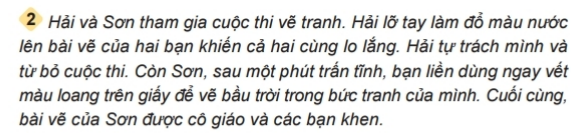 2 Hải và Sơn tham gia cuộc thi vẽ tranh. Hải lỡ tay làm đổ màu nước
lên bài vẽ của hai bạn khiến cả hai cùng lo lắng. Hải tự trách mình và
từ bỏ cuộc thi. Còn Sơn, sau một phút trấn tĩnh, bạn liền dùng ngay vết
màu loang trên giấy để vẽ bầu trời trong bức tranh của mình. Cuối cùng,
bài vẽ của Sơn được cô giáo và các bạn khen.